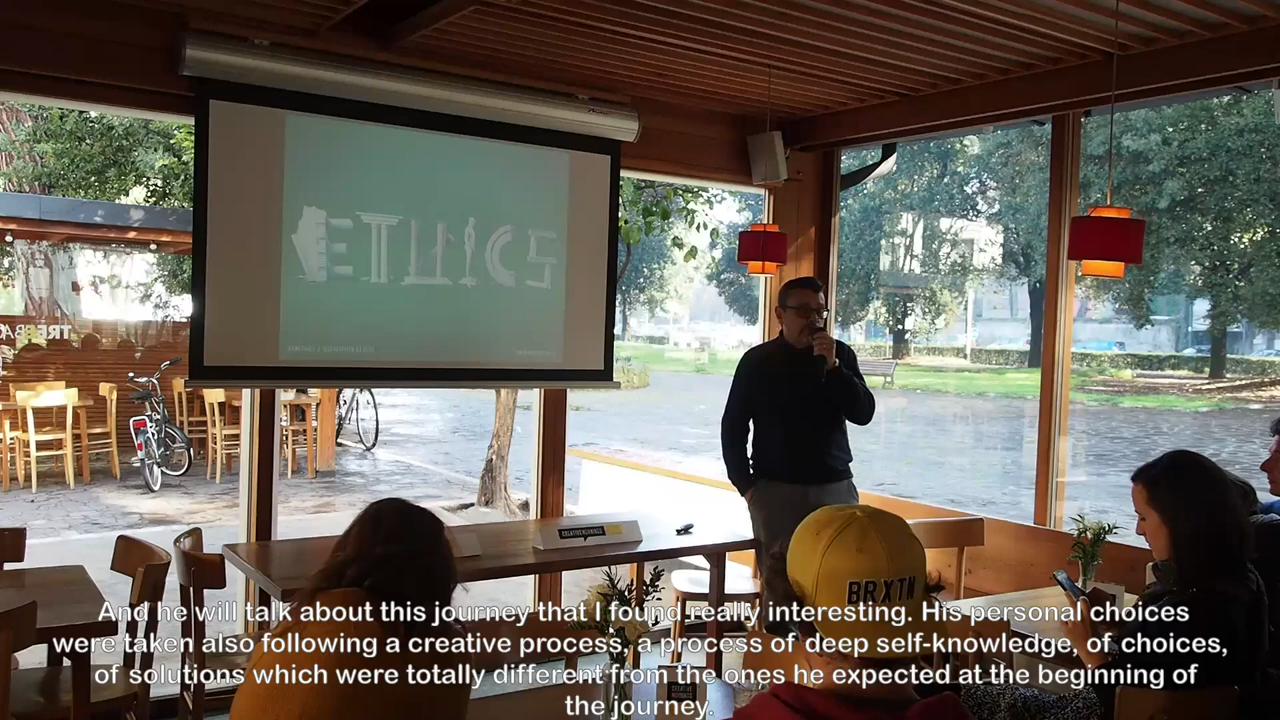 ETHICS
CREATIVEMORNINGS
BRXTN
And he will talk about this journey that I found really interesting. His personal choices
were taken also following a creative process, a process of deep self-knowledge, of choices,
of solutions which were totally different from the ones he expected at the beginning of
the journey.